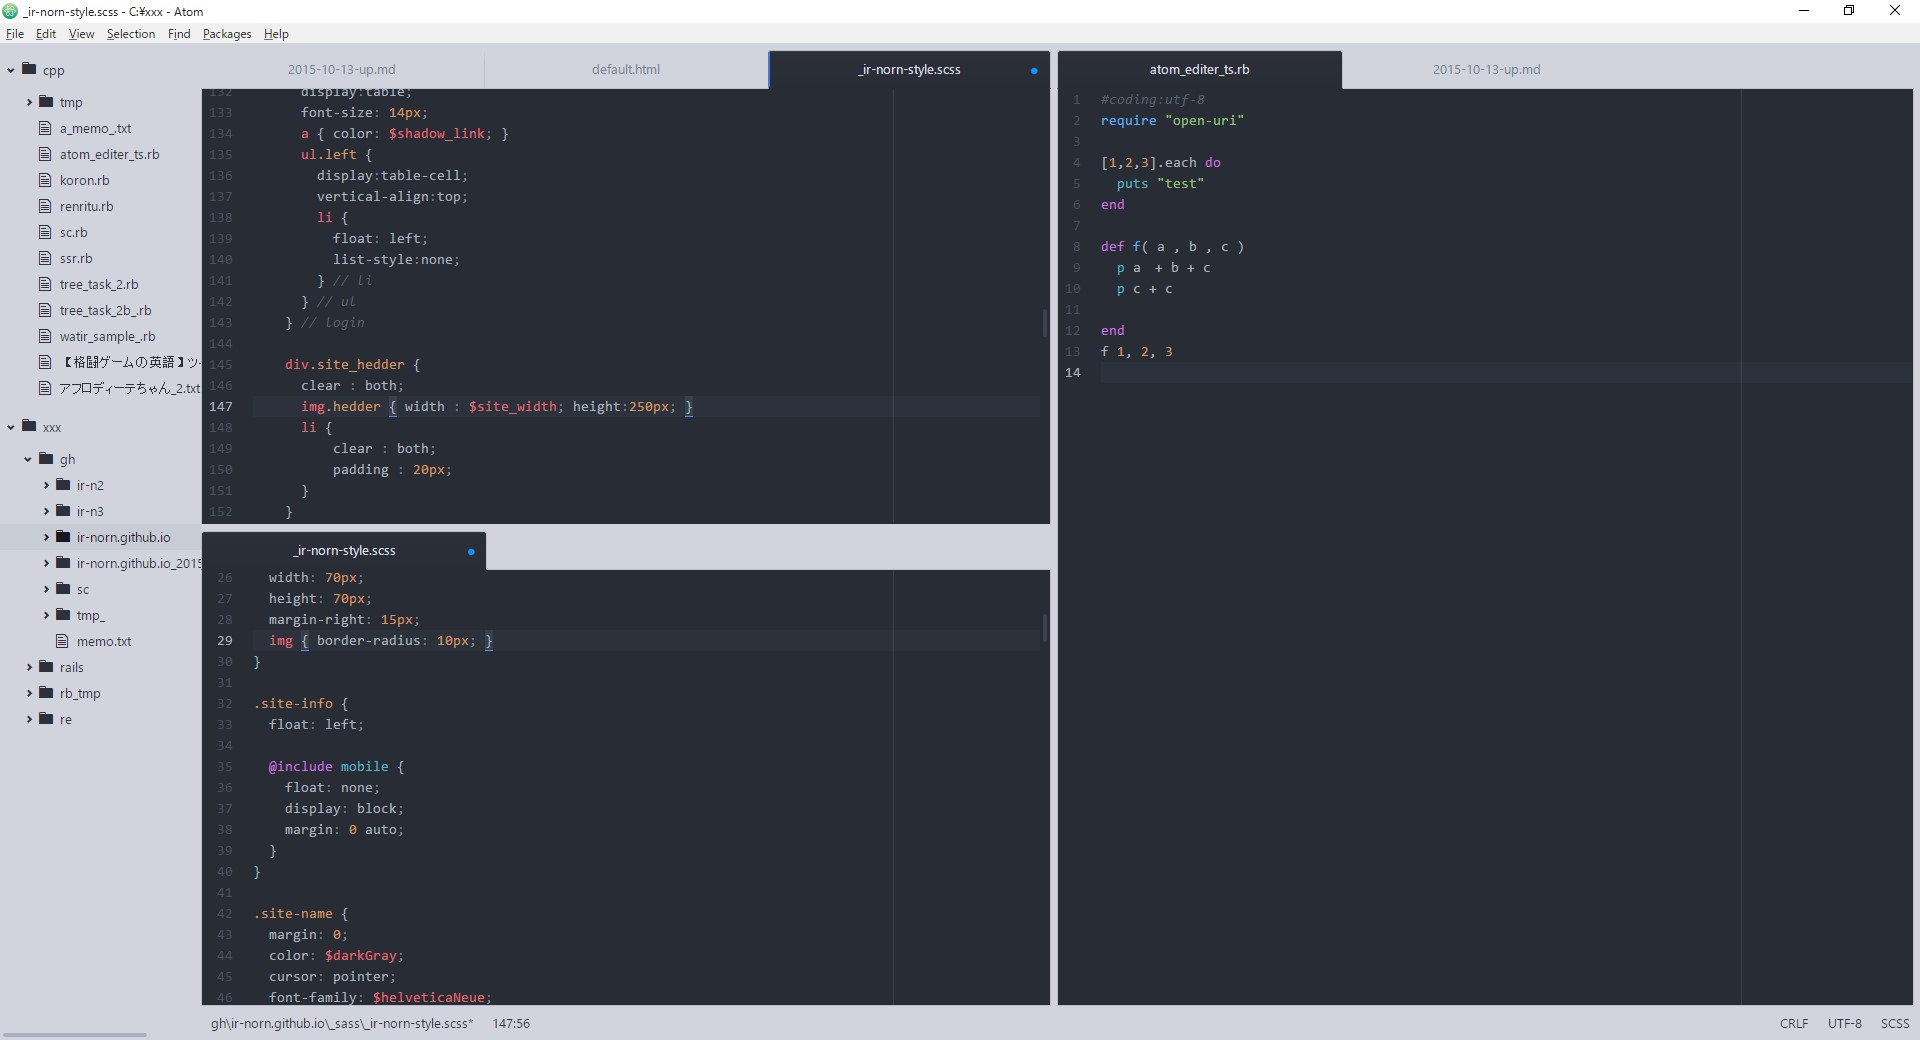 _ir-norn-style.scss - C:¥xxx - Atom
File Edit View Selection Find Packages Help
cpp
tmp
a_memo_.txt
atom_editer_ts.rb
koron.rb
renritu.rb
sc.rb
ssr.rb
tree_task_2.rb
tree_task_2b_.rb
watir_sample_.rb
【格闘ゲームの英語】ツ
アフロディーテちゃん_2.txt
xxx
gh
ir-n2
ir-n3
ir-norn.github.io
ir-norn.github.io_2015
sc
tmp_
memo.txt
rails
rb_tmp
re
2015-10-13-up.md default.html _ir-norn-style.scss
132 display:table;
133 font-size: 14px;
134 a { color: $shadow_link; }
135 ul.left {
136 display:table-cell;
137 vertical-align:top;
138 li {
139 float: left;
140 list-style:none;
141 } // li
142 } // ul
143 } // login
144
145 div.site_hedder {
146 clear : both;
147 img.hedder { width : $site_width; height:250px; }
148 li {
149 clear : both;
150 padding : 20px;
151 }
152 }
_ir-norn-style.scss
26 width: 70px;
27 height: 70px;
28 margin-right: 15px;
29 img { border-radius: 10px; }
30 }
31
32 .site-info {
33 float: left;
34
35 @include mobile {
36 float: none;
37 display: block;
38 margin: 0 auto;
39 }
40 }
41
42 .site-name {
43 margin: 0;
44 color: $darkGray;
45 cursor: pointer;
46 font-family: $helveticaNeue;
atom_editer_ts.rb 2015-10-13-up.md
1 #coding:utf-8
2 require "open-uri"
3
4 [1,2,3].each do
5 puts "test"
6 end
7
8 def f( a , b , c )
9 p a + b + c
10 p c + c
11
12 end
13 f 1, 2, 3
14
gh\ir-norn.github.io\_sass\_ir-norn-style.scss* 147:56 CRLF UTF-8 SCSS